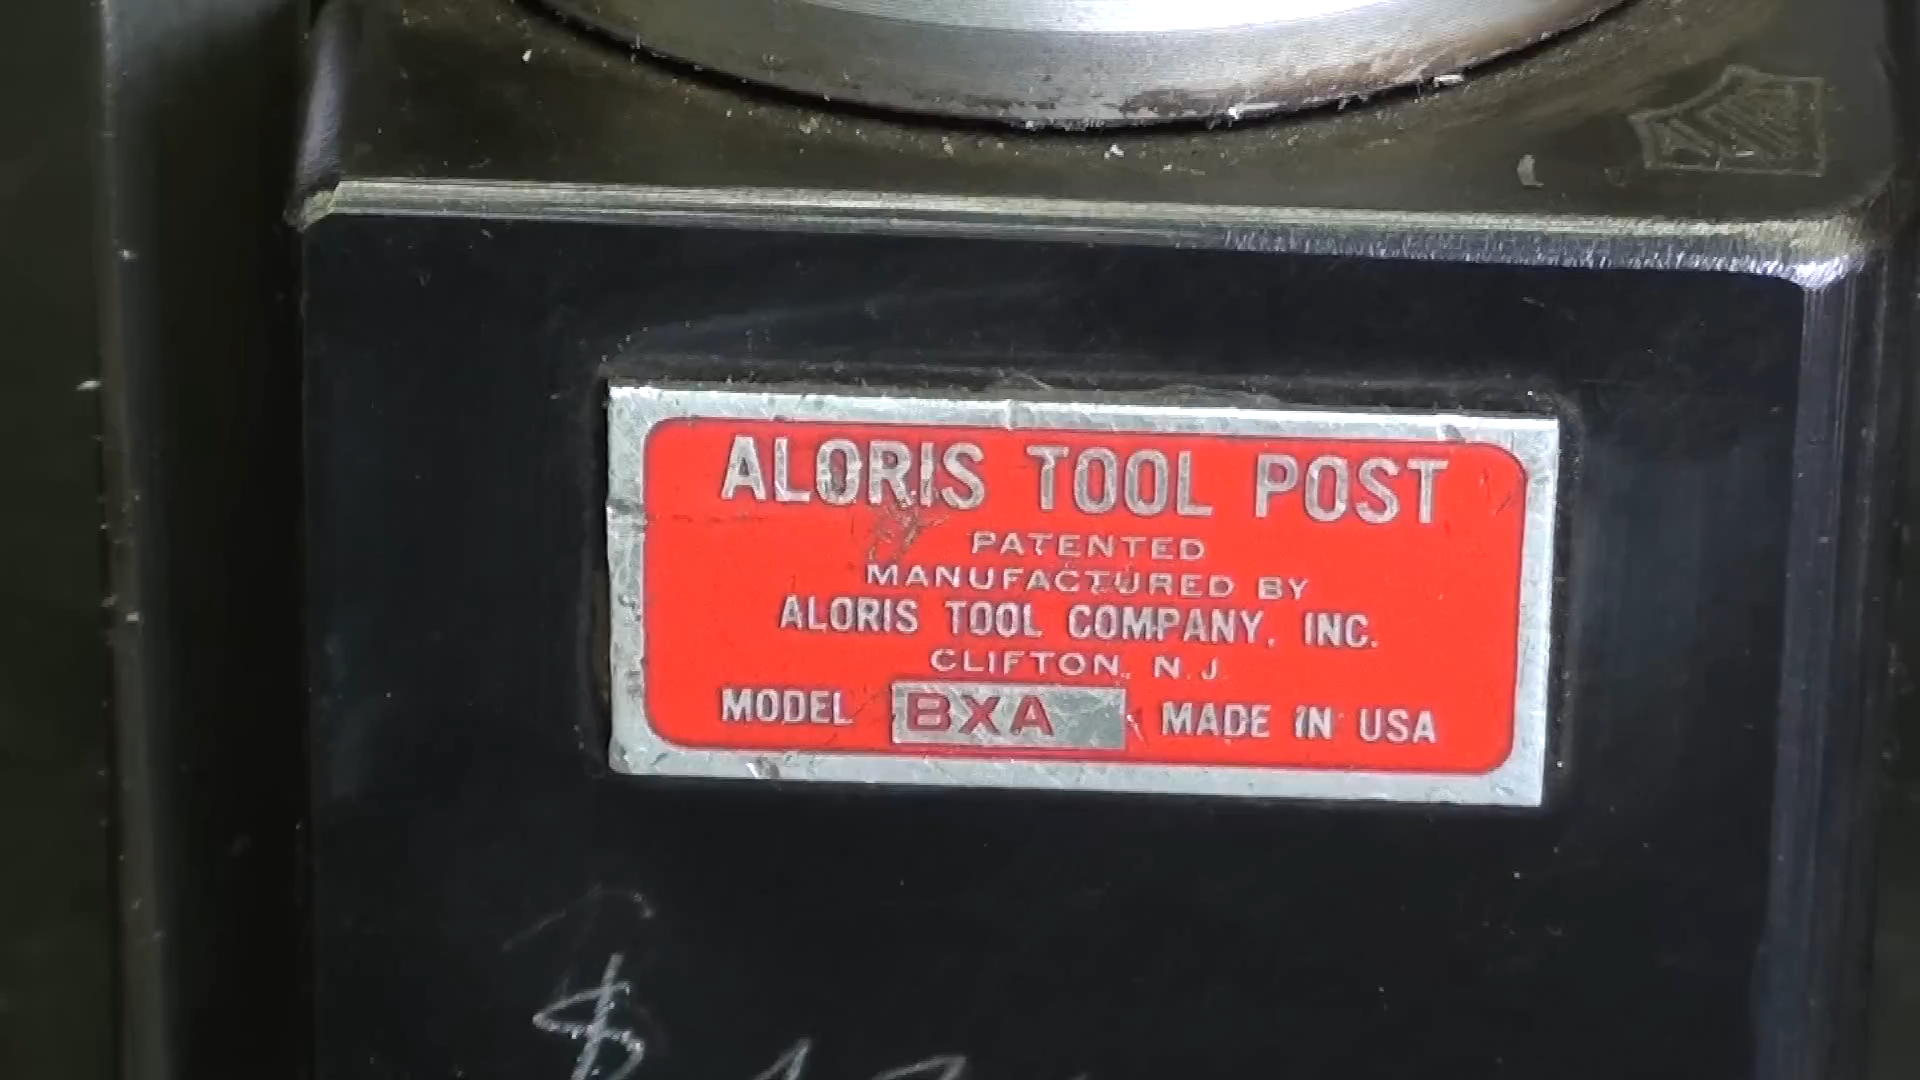 ALORIS TOOL POST
PATENTED
MANUFACTURED BY
ALORIS TOOL COMPANY, INC.
CLIFTON, N.J.
MODEL BXA MADE IN USA
$